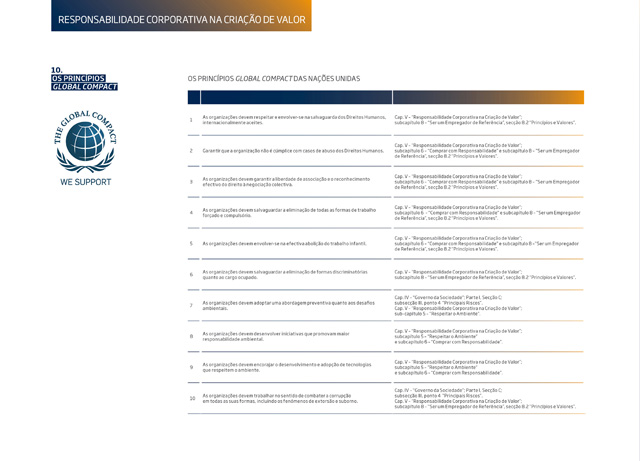 RESPONSABILIDADE CORPORATIVA NA CRIAÇÃO DE VALOR
10.
OS PRINCÍPIOS
GLOBAL COMPACT
THE GLOBAL COMPACT
WE SUPPORT
OS PRINCÍPIOS GLOBAL COMPACT DAS NAÇÕES UNIDAS
1
As organizações devem respeitar e envolver-se na salvaguarda dos Direitos Humanos,
internacionalmente aceites.
Cap. V – "Responsabilidade Corporativa na Criação de Valor";
subcapítulo 8 – "Ser um Empregador de Referência", secção 8.2 "Princípios e Valores".
2
Garantir que a organização não é cúmplice com casos de abuso dos Direitos Humanos.
Cap. V – "Responsabilidade Corporativa na Criação de Valor";
subcapítulo 6 – "Comprar com Responsabilidade" e subcapítulo 8 – "Ser um Empregador
de Referência", secção 8.2 "Princípios e Valores".
3
As organizações devem garantir a liberdade de associação e o reconhecimento
efectivo do direito à negociação colectiva.
Cap. V – "Responsabilidade Corporativa na Criação de Valor";
subcapítulo 6 – "Comprar com Responsabilidade" e subcapítulo 8 – "Ser um Empregador
de Referência", secção 8.2 "Princípios e Valores".
4
As organizações devem salvaguardar a eliminação de todas as formas de trabalho
forçado e compulsório.
Cap. V – "Responsabilidade Corporativa na Criação de Valor";
subcapítulo 6 – "Comprar com Responsabilidade" e subcapítulo 8 – "Ser um Empregador
de Referência", secção 8.2 "Princípios e Valores".
5
As organizações devem envolver-se na efectiva abolição do trabalho infantil.
Cap. V – "Responsabilidade Corporativa na Criação de Valor";
subcapítulo 6 – "Comprar com Responsabilidade" e subcapítulo 8 – "Ser um Empregador
de Referência", secção 8.2 "Princípios e Valores".
6
As organizações devem salvaguardar a eliminação de formas discriminatórias
quanto ao cargo ocupado.
Cap. V – "Responsabilidade Corporativa na Criação de Valor";
subcapítulo 8 – "Ser um Empregador de Referência", secção 8.2 "Princípios e Valores".
7
As organizações devem adoptar uma abordagem preventiva quanto aos desafios
ambientais.
Cap. IV – "Governo da Sociedade"; Parte I, Secção C;
subsecção III, ponto 4 "Principais Riscos".
Cap. V – "Responsabilidade Corporativa na Criação de Valor";
sub-capítulo 5 – "Respeitar o Ambiente".
8
As organizações devem desenvolver iniciativas que promovam maior
responsabilidade ambiental.
Cap. V – "Responsabilidade Corporativa na Criação de Valor";
subcapítulo 5 – "Respeitar o Ambiente"
e subcapítulo 6 – "Comprar com Responsabilidade".
9
As organizações devem encorajar o desenvolvimento e adopção de tecnologias
que respeitem o ambiente.
Cap. V – "Responsabilidade Corporativa na Criação de Valor";
subcapítulo 5 – "Respeitar o Ambiente"
e subcapítulo 6 – "Comprar com Responsabilidade".
10
As organizações devem trabalhar no sentido de combater a corrupção
em todas as suas formas, incluindo os fenómenos de extorsão e suborno.
Cap. IV – "Governo da Sociedade"; Parte I, Secção C;
subsecção III, ponto 4 "Principais Riscos".
Cap. V – "Responsabilidade Corporativa na Criação de Valor";
subcapítulo 8 – "Ser um Empregador de Referência", secção 8.2 "Princípios e Valores".